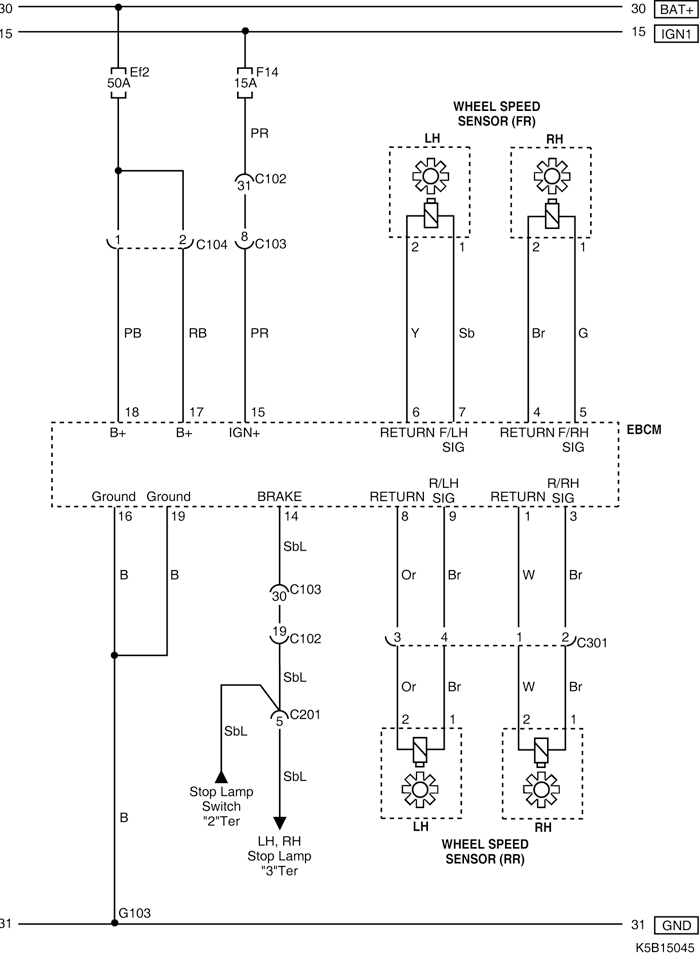 30 30 BAT+
15 15 IGN1
Ef2 F14
50A 15A
WHEEL SPEED
SENSOR (FR)
PR
LH RH
31 C102
1 2 C104 8 C103
2 1 2 1
PB RB PR Y Sb Br G
18 17 15 6 7 4 5
B+ B+ IGN+ RETURN F/LH RETURN F/RH EBCM
SIG SIG
R/LH R/RH
Ground Ground BRAKE RETURN SIG RETURN SIG
16 19 14 8 9 1 3
SbL
B B Or Br W Br
30 C103
19 C102 3 4 1 2 C301
SbL Or Br W Br
5 C201 2 1 2 1
SbL
SbL
Stop Lamp
Switch
"2"Ter
B
LH RH
LH, RH
Stop Lamp
"3"Ter
WHEEL SPEED
SENSOR (RR)
G103
31 31 GND
K5B15045